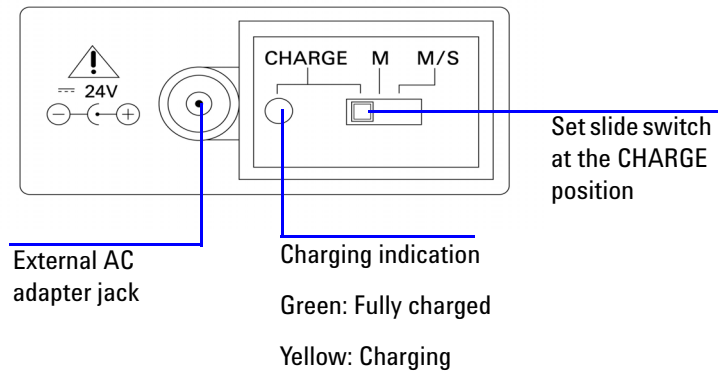 CHARGE M M/S
24V
Set slide switch
at the CHARGE
position
External AC
adapter jack
Charging indication
Green: Fully charged
Yellow: Charging